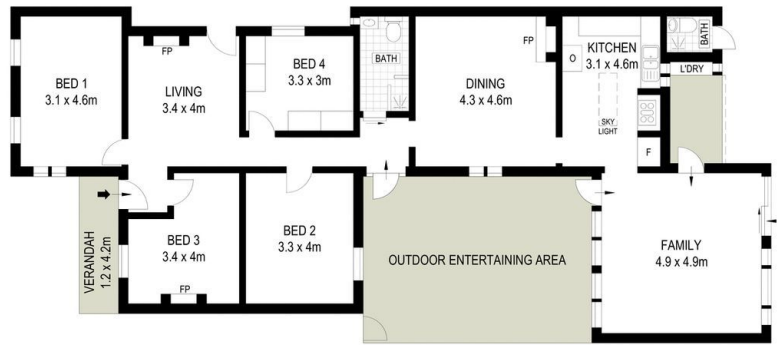 BED 1
3.1 x 4.6m
FP
LIVING
3.4 x 4m
BED 4
3.3 x 3m
BATH
FP
DINING
4.3 x 4.6m
KITCHEN
3.1 x 4.6m
SKY
LIGHT
F
BATH
L'DRY
VERANDAH
1.2 x 4.2m
BED 3
3.4 x 4m
FP
BED 2
3.3 x 4m
OUTDOOR ENTERTAINING AREA
FAMILY
4.9 x 4.9m